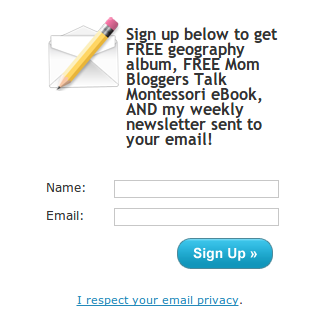 Sign up below to get
FREE geography
album, FREE Mom
Bloggers Talk
Montessori eBook,
AND my weekly
newsletter sent to
your email!
Name:
Email:
Sign Up »
I respect your email privacy.